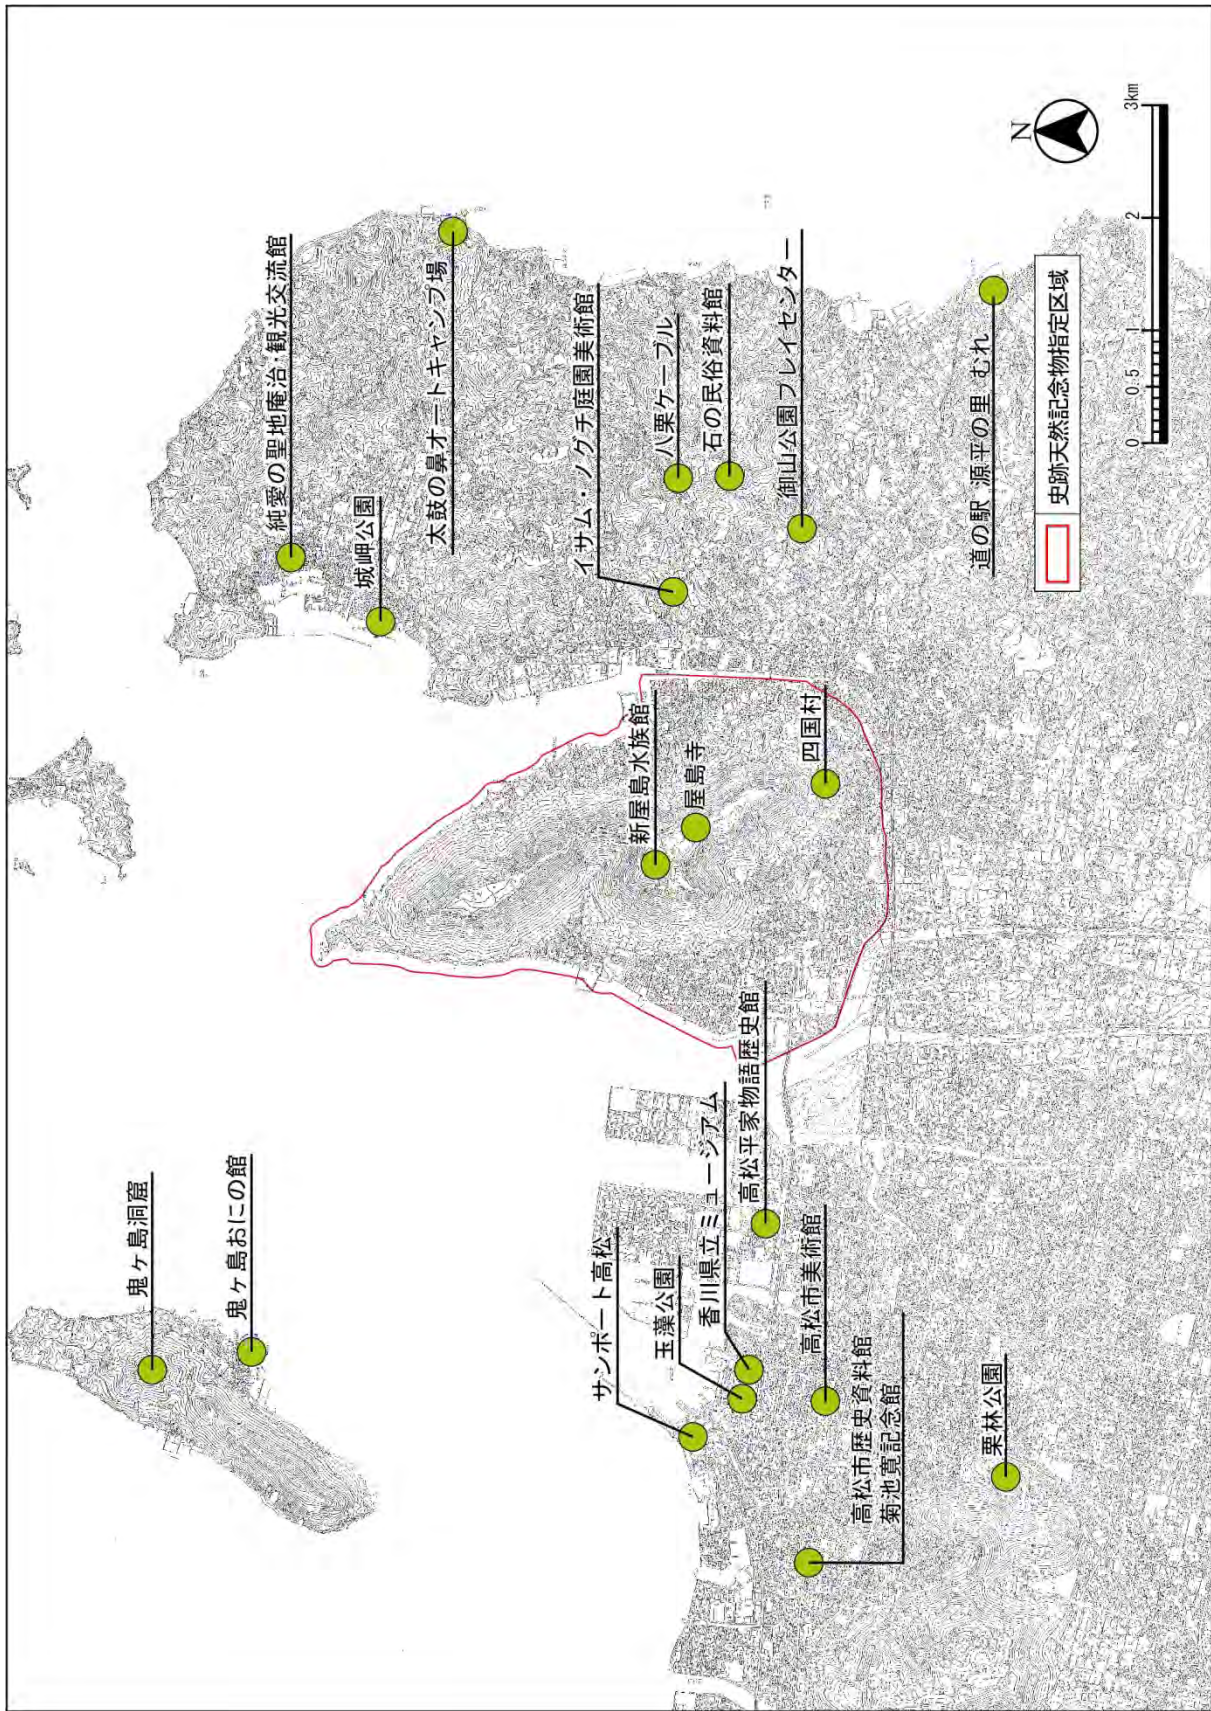 鬼ヶ島洞窟
鬼ヶ島おにの館
純愛の聖地庵治・観光交流館
城岬公園
太鼓の鼻オートキャンプ場
イサム・ノグチ庭園美術館
八栗ケーブル
石の民俗資料館
御山公園プレイセンター
道の駅 源平の里 むれ
新屋島水族館
屋島寺
四国村
サンポート高松
玉藻公園
香川県立ミュージアム
高松平家物語歴史館
高松市美術館
高松市歴史資料館
菊池寛記念館
栗林公園
N
史跡天然記念物指定区域
0 0.5 1 2 3km